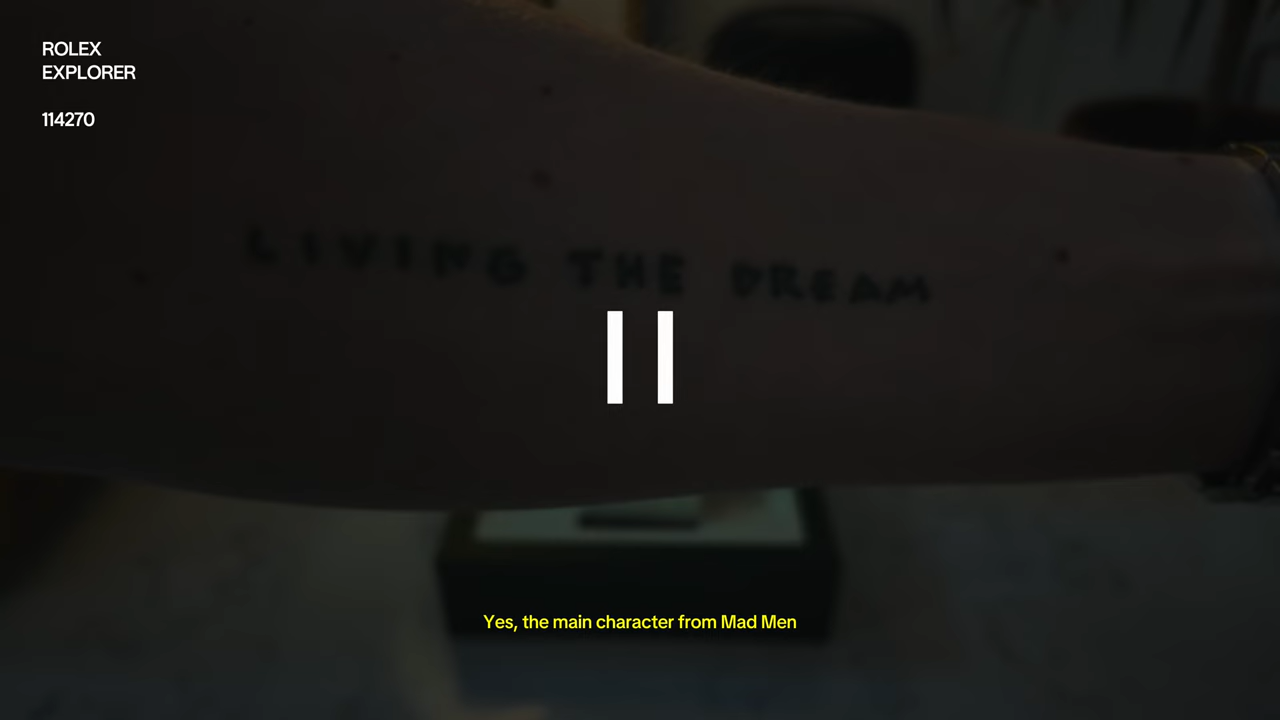 ROLEX
EXPLORER
114270
LIVING THE DREAM
Yes, the main character from Mad Men